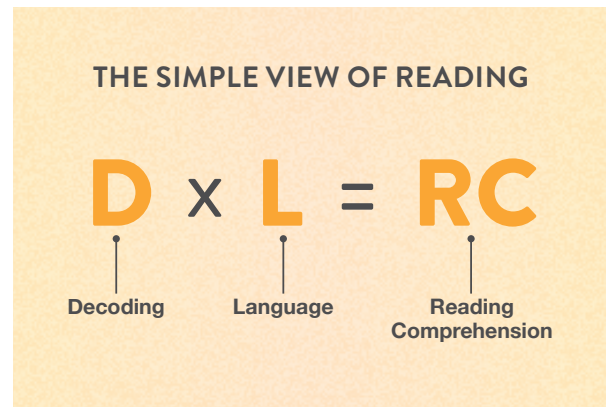 THE SIMPLE VIEW OF READING
D x L = RC
Decoding Language Reading
Comprehension